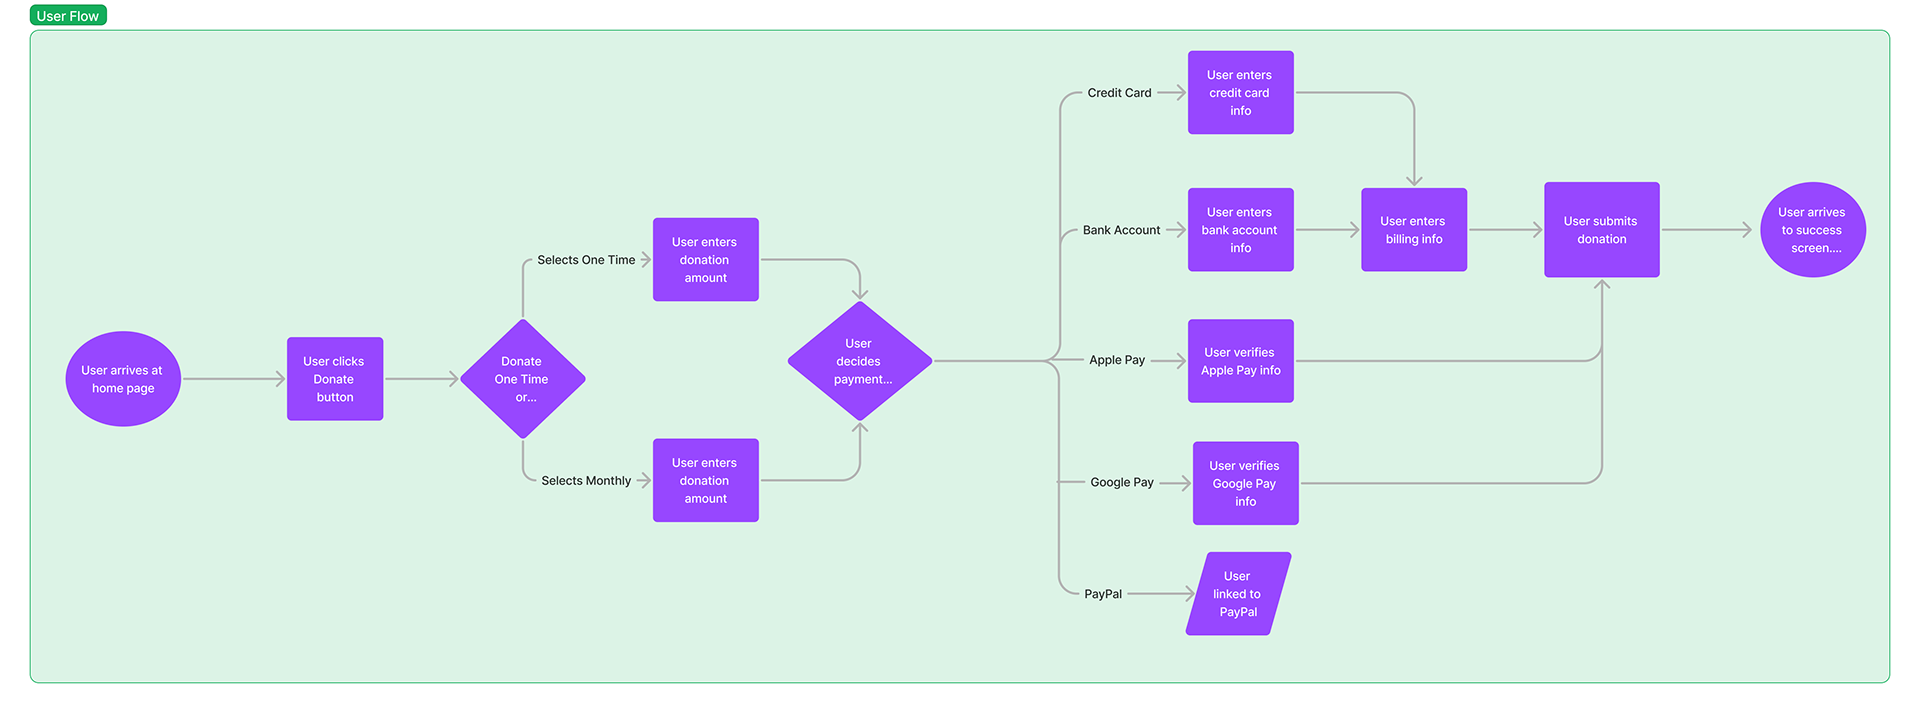 User Flow
User arrives at
home page
User clicks
Donate
button
Donate
One Time
or...
Selects One Time
User enters
donation
amount
Selects Monthly
User enters
donation
amount
User
decides
payment...
Credit Card
User enters
credit card
info
Bank Account
User enters
bank account
info
User enters
billing info
User submits
donation
User arrives
to success
screen....
Apple Pay
User verifies
Apple Pay info
Google Pay
User verifies
Google Pay
info
PayPal
User
linked to
PayPal